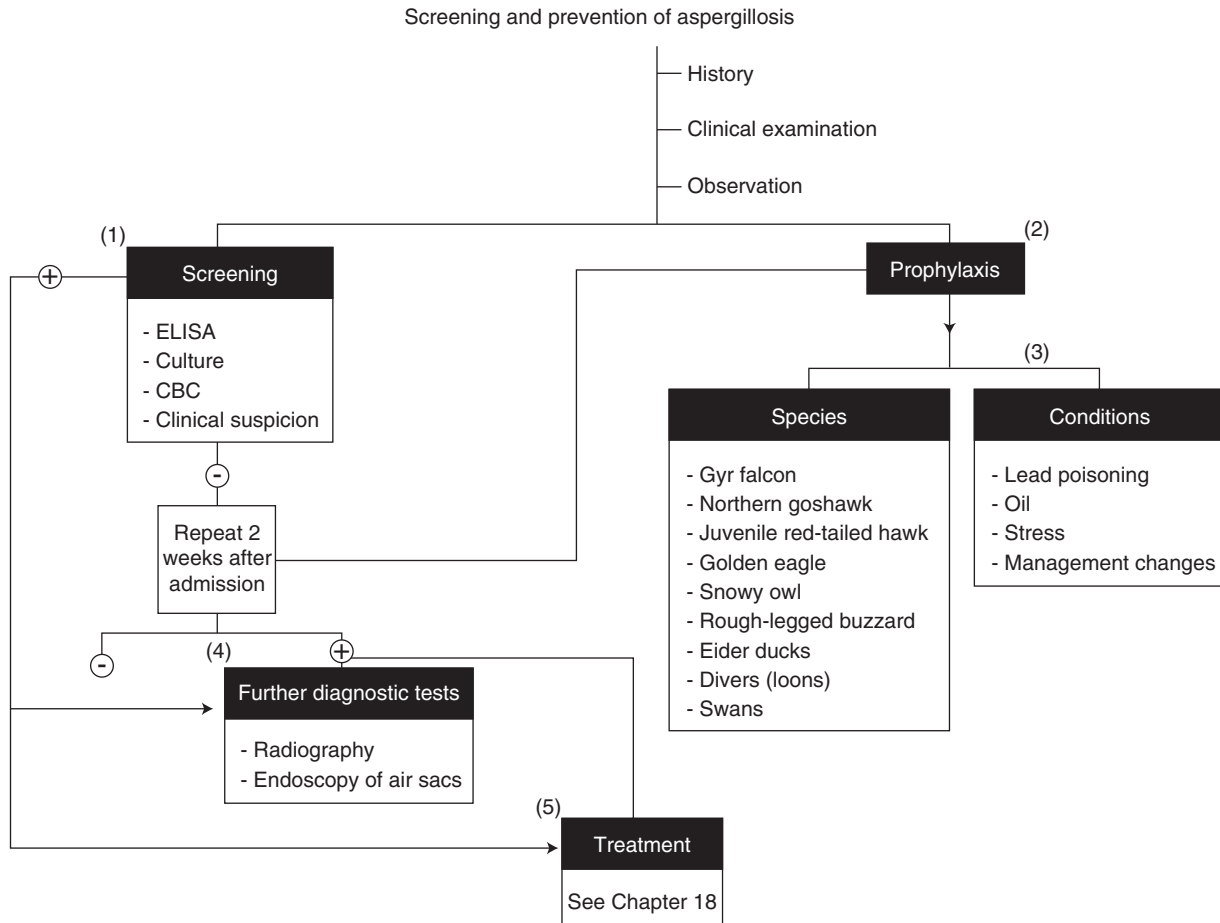 Screening and prevention of aspergillosis
History
Clinical examination
Observation
(1)
Screening
+
- ELISA
- Culture
- CBC
- Clinical suspicion
-
Repeat 2
weeks after
admission
-
+
(2)
Prophylaxis
(3)
Species
- Gyr falcon
- Northern goshawk
- Juvenile red-tailed hawk
- Golden eagle
- Snowy owl
- Rough-legged buzzard
- Eider ducks
- Divers (loons)
- Swans
Conditions
- Lead poisoning
- Oil
- Stress
- Management changes
(4)
Further diagnostic tests
- Radiography
- Endoscopy of air sacs
(5)
Treatment
See Chapter 18